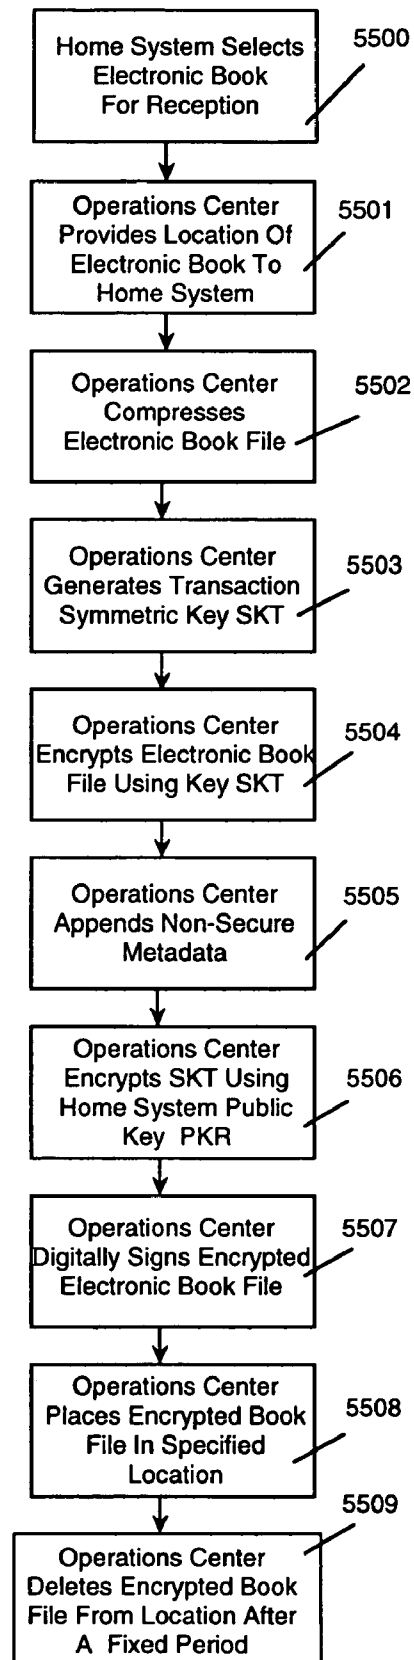 Home System Selects
Electronic Book
For Reception
5500
Operations Center
Provides Location Of
Electronic Book To
Home System
5501
Operations Center
Compresses
Electronic Book File
5502
Operations Center
Generates Transaction
Symmetric Key SKT
5503
Operations Center
Encrypts Electronic Book
File Using Key SKT
5504
Operations Center
Appends Non-Secure
Metadata
5505
Operations Center
Encrypts SKT Using
Home System Public
Key PKR
5506
Operations Center
Digitally Signs Encrypted
Electronic Book File
5507
Operations Center
Places Encrypted Book
File In Specified
Location
5508
Operations Center
Deletes Encrypted Book
File From Location After
A Fixed Period
5509